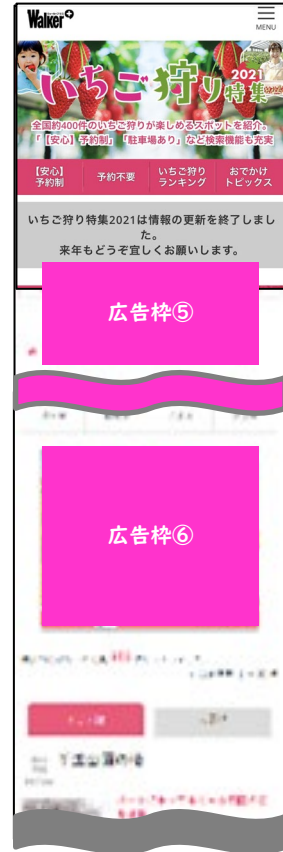 Walker+
MENU
いちご狩り2021特集
全国約400件のいちご狩りが楽しめるスポットを紹介。
「【安心】予約制」「駐車場あり」など検索機能も充実
【安心】
予約制
予約不要
いちご狩り
ランキング
おでかけ
トピックス
いちご狩り特集2021は情報の更新を終了しまし
た。
来年もどうぞ宜しくお願いします。
広告枠⑤
広告枠⑥